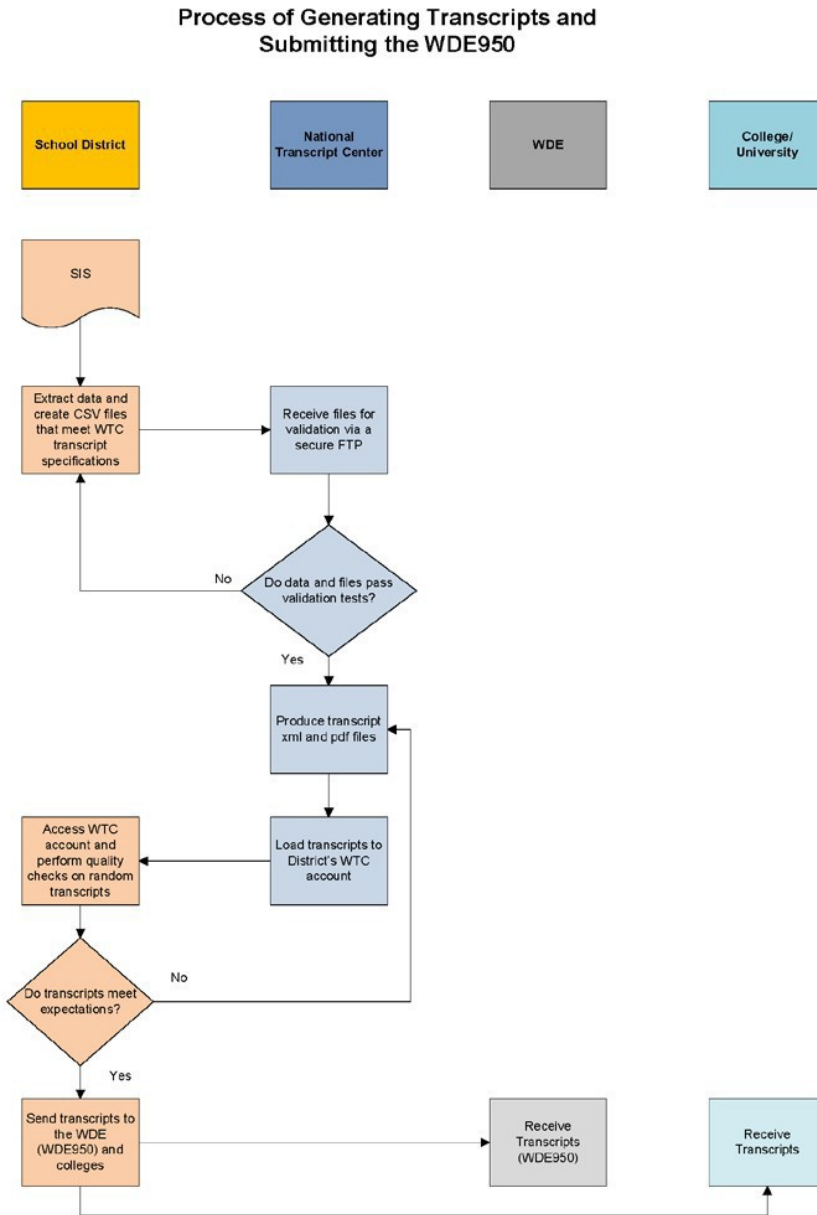 Process of Generating Transcripts and
Submitting the WDE950
School District
National
Transcript Center
WDE
College/
University
SIS
Extract data and
create CSV files
that meet WTC
transcript
specifications
Receive files for
validation via a
secure FTP
No
Do data and files pass
validation tests?
Yes
Produce transcript
xml and pdf files
Access WTC
account and
perform quality
checks on random
transcripts
Load transcripts to
District's WTC
account
No
Do transcripts meet
expectations?
Yes
Send transcripts to
the WDE
(WDE950) and
colleges
Receive
Transcripts
(WDE950)
Receive
Transcripts